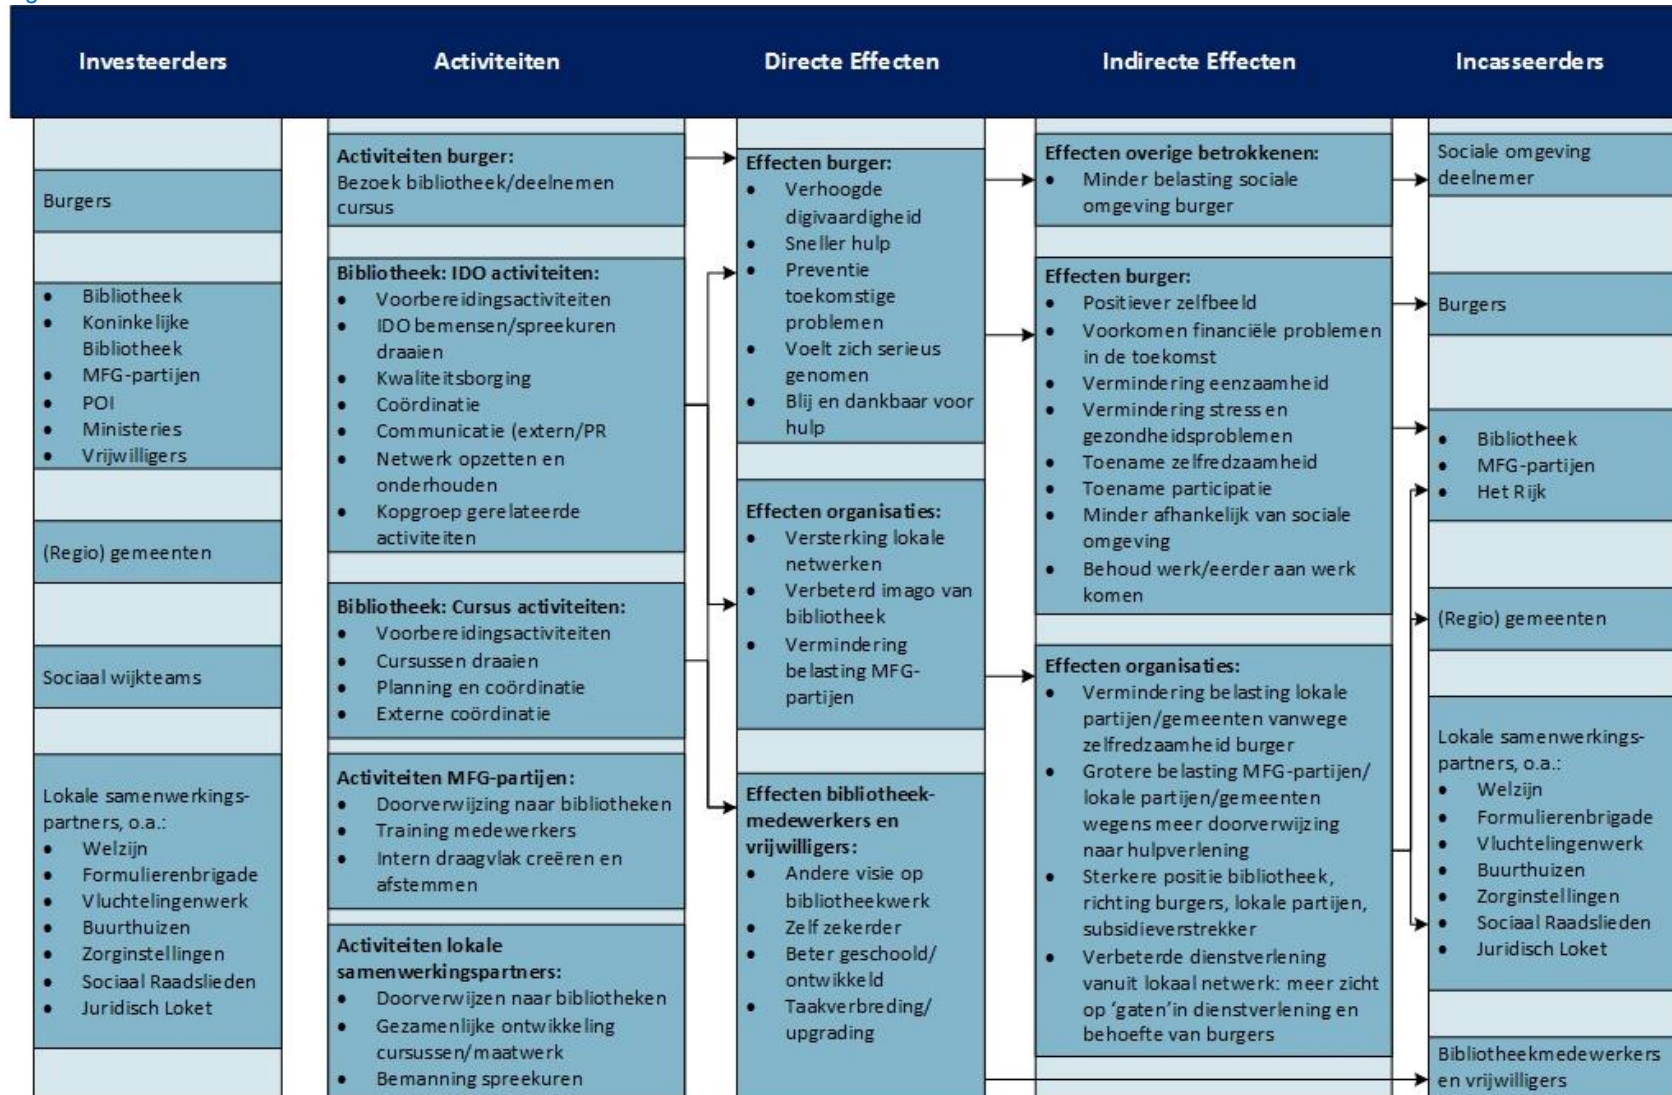 Investeerders
Activiteiten
Directe Effecten
Indirecte Effecten
Incasseerders
Burgers
• Bibliotheek
• Koninkelijke
Bibliotheek
• MFG-partijen
• POI
• Ministeries
• Vrijwilligers
(Regio) gemeenten
Sociaal wijkteams
Lokale samenwerkings-
partners, o.a.:
• Welzijn
• Formulierenbrigade
• Vluchtelingenwerk
• Buurthuizen
• Zorginstellingen
• Sociaal Raadslieden
• Juridisch Loket
Activiteiten burger:
Bezoek bibliotheek/deelnemen
cursus
Bibliotheek: IDO activiteiten:
• Voorbereidingsactiviteiten
• IDO bemensen/spreekuren
draaien
• Kwaliteitsborging
• Coördinatie
• Communicatie (extern/PR
• Netwerk opzetten en
onderhouden
• Kopgroep gerelateerde
activiteiten
Bibliotheek: Cursus activiteiten:
• Voorbereidingsactiviteiten
• Cursussen draaien
• Planning en coördinatie
• Externe coördinatie
Activiteiten MFG-partijen:
• Doorverwijzing naar bibliotheken
• Training medewerkers
• Intern draagvlak creëren en
afstemmen
Activiteiten lokale
samenwerkingspartners:
• Doorverwijzen naar bibliotheken
• Gezamenlijke ontwikkeling
cursussen/maatwerk
• Bemanning spreekuren
Effecten burger:
• Verhoogde
digivaardigheid
• Sneller hulp
• Preventie
toekomstige
problemen
• Voelt zich serieus
genomen
• Blij en dankbaar voor
hulp
Effecten organisaties:
• Versterking lokale
netwerken
• Verbeterd imago van
bibliotheek
• Vermindering
belasting MFG-
partijen
Effecten bibliotheek-
medewerkers en
vrijwilligers:
• Andere visie op
bibliotheekwerk
• Zelf zekerder
• Beter geschoold/
ontwikkeld
• Taakverbreding/
upgrading
Effecten overige betrokkenen:
• Minder belasting sociale
omgeving burger
Effecten burger:
• Positiever zelfbeeld
• Voorkomen financiële problemen
in de toekomst
• Vermindering eenzaamheid
• Vermindering stress en
gezondheidsproblemen
• Toename zelfredzaamheid
• Toename participatie
• Minder afhankelijk van sociale
omgeving
• Behoud werk/eerder aan werk
komen
Effecten organisaties:
• Vermindering belasting lokale
partijen/gemeenten vanwege
zelfredzaamheid burger
• Grotere belasting MFG-partijen/
lokale partijen/gemeenten
wegens meer doorverwijzing
naar hulpverlening
• Sterkere positie bibliotheek,
richting burgers, lokale partijen,
subsidieverstrekker
• Verbeterde dienstverlening
vanuit lokaal netwerk: meer zicht
op ‘gaten’in dienstverlening en
behoefte van burgers
Sociale omgeving
deelnemer
Burgers
• Bibliotheek
• MFG-partijen
• Het Rijk
(Regio) gemeenten
Lokale samenwerkings-
partners, o.a.:
• Welzijn
• Formulierenbrigade
• Vluchtelingenwerk
• Buurthuizen
• Zorginstellingen
• Sociaal Raadslieden
• Juridisch Loket
Bibliotheekmedewerkers
en vrijwilligers